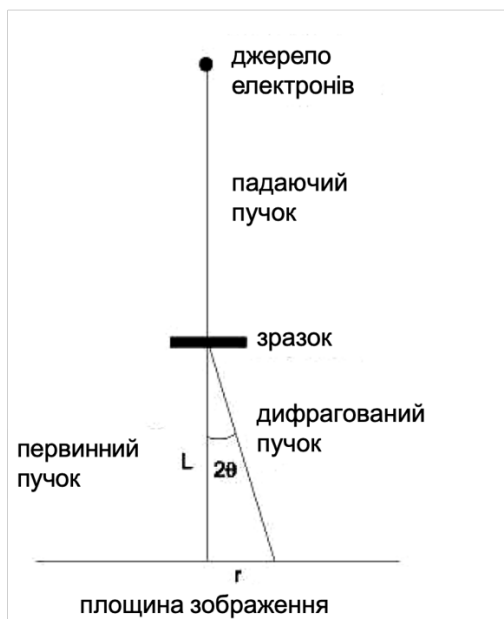 джерело
електронів
падаючий
пучок
зразок
дифрагований
пучок
первинний
пучок
L
2θ
r
площина зображення